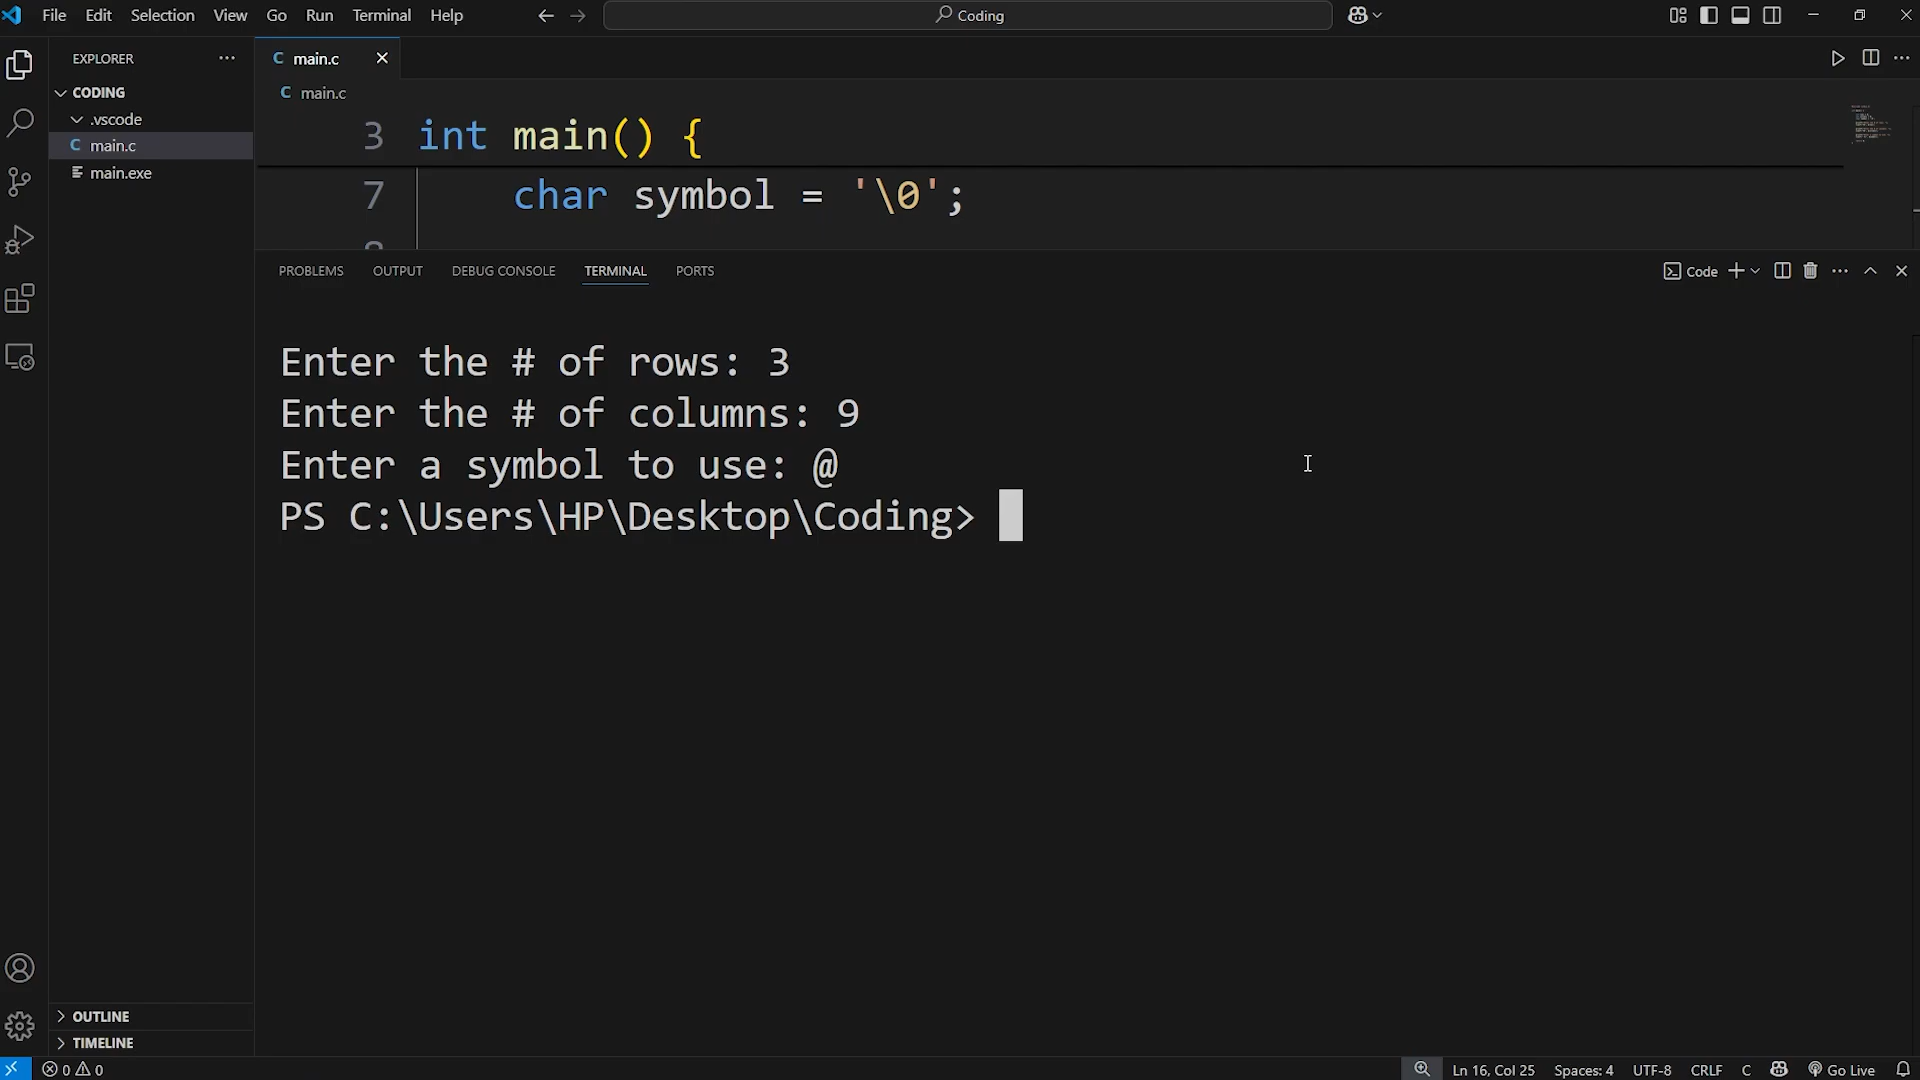 File Edit Selection View Go Run Terminal Help
Coding
EXPLORER
main.c
CODING
.vscode
main.c
main.exe
main.c
3 int main() {
7 char symbol = '\0';
PROBLEMS OUTPUT DEBUG CONSOLE TERMINAL PORTS
Code
Enter the # of rows: 3
Enter the # of columns: 9
Enter a symbol to use: @
PS C:\Users\HP\Desktop\Coding>
OUTLINE
TIMELINE
0 0
Ln 16, Col 25 Spaces: 4 UTF-8 CRLF C Go Live